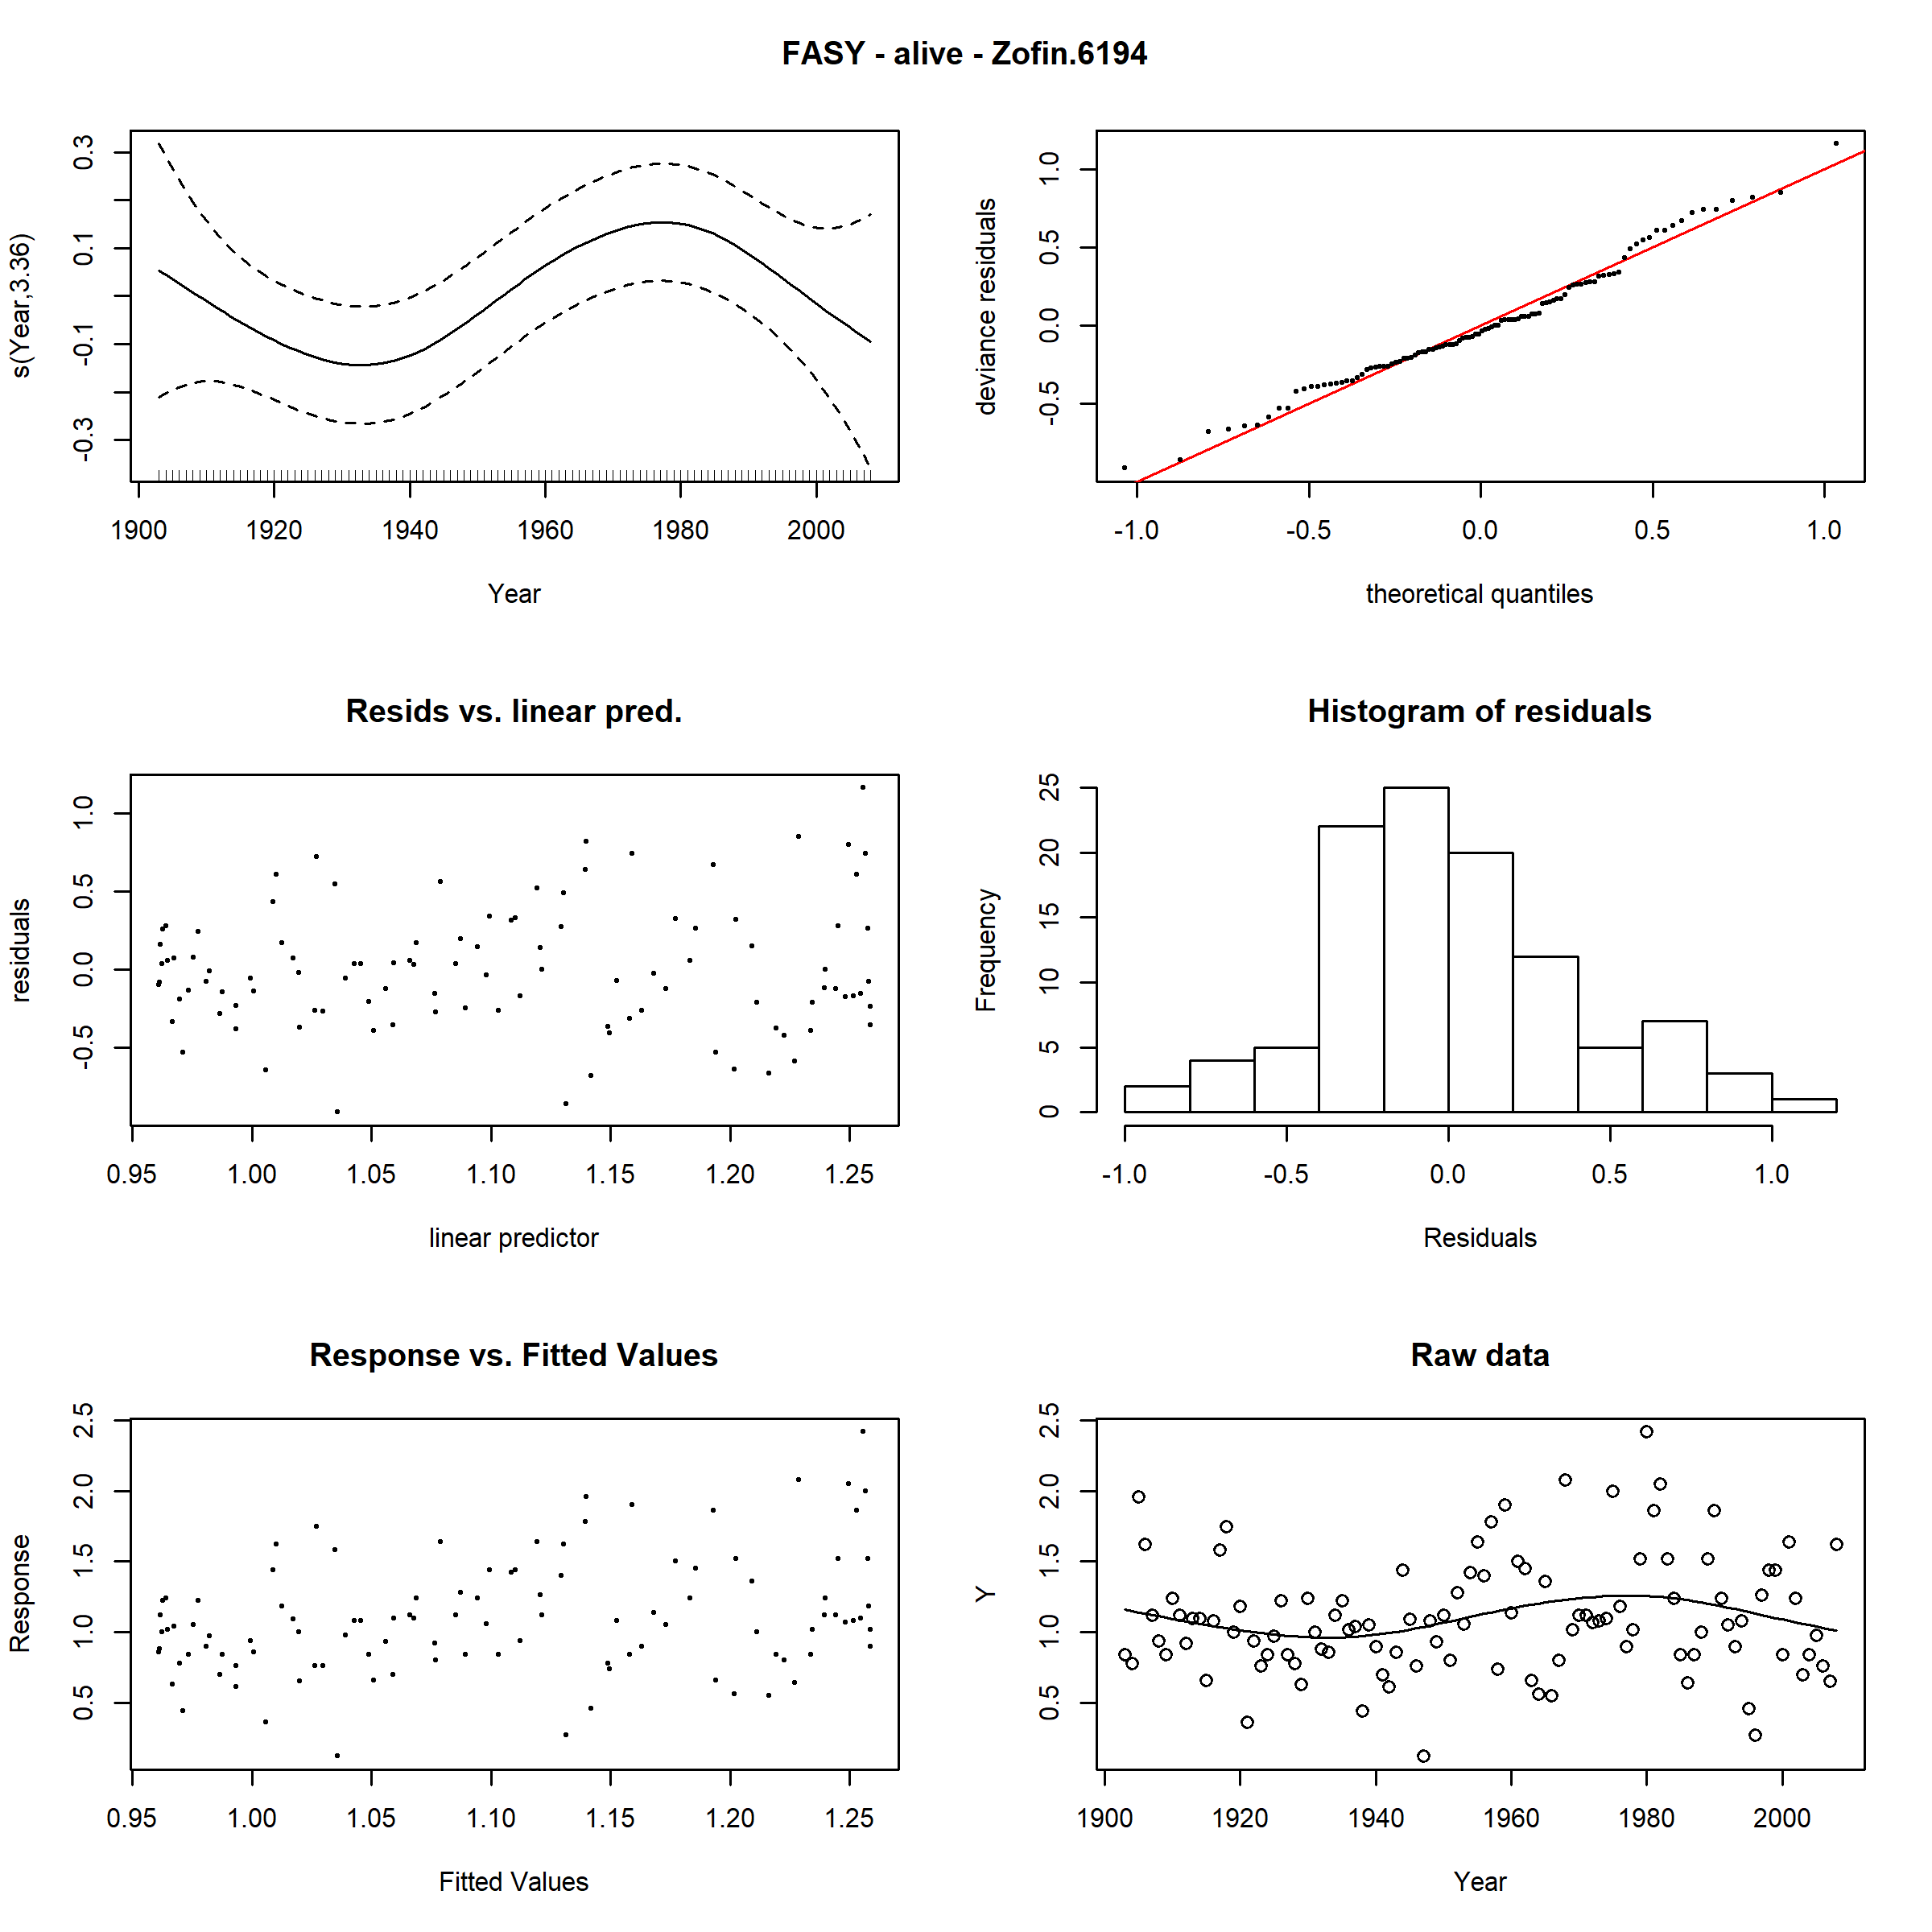 FASY - alive - Zofin.6194
s(Year,3.36)
0.3
0.1
-0.1
-0.3
1900 1920 1940 1960 1980 2000
Year
deviance residuals
1.0
0.5
0.0
-0.5
-1.0 -0.5 0.0 0.5 1.0
theoretical quantiles
Resids vs. linear pred.
residuals
1.0
0.5
0.0
-0.5
0.95 1.00 1.05 1.10 1.15 1.20 1.25
linear predictor
Histogram of residuals
Frequency
25
20
15
10
5
0
-1.0 -0.5 0.0 0.5 1.0
Residuals
Response vs. Fitted Values
Response
2.5
2.0
1.5
1.0
0.5
0.95 1.00 1.05 1.10 1.15 1.20 1.25
Fitted Values
Raw data
Y
2.5
2.0
1.5
1.0
0.5
1900 1920 1940 1960 1980 2000
Year